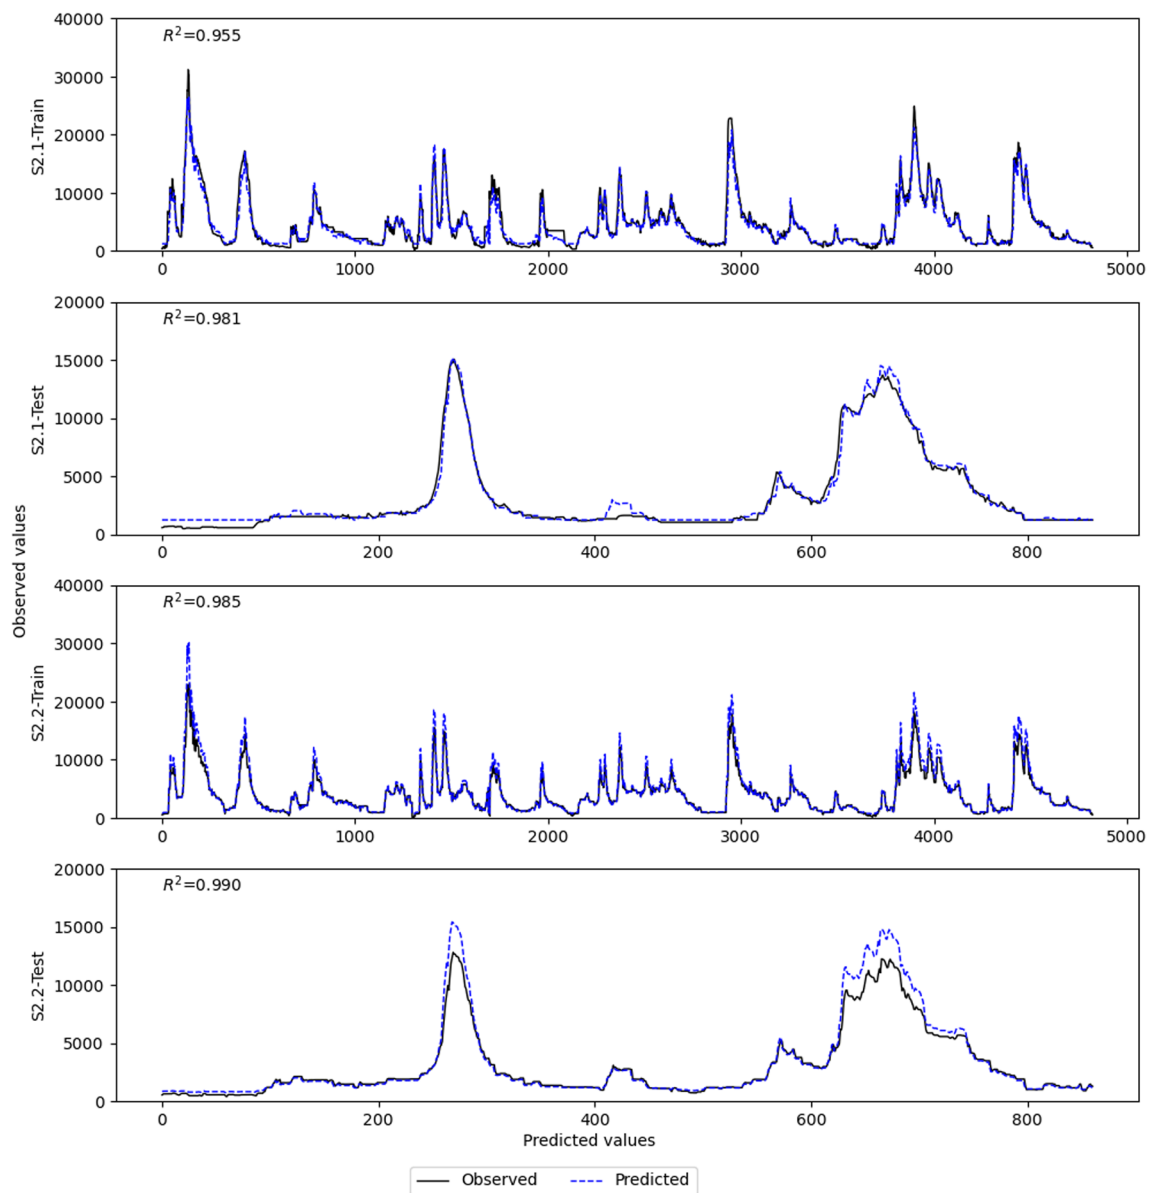 40000
R²=0.955
30000
20000
10000
0
S2.1-Train
0 1000 2000 3000 4000 5000
20000
R²=0.981
15000
10000
5000
0
S2.1-Test
0 200 400 600 800
Observed values
40000
R²=0.985
30000
20000
10000
0
S2.2-Train
0 1000 2000 3000 4000 5000
20000
R²=0.990
15000
10000
5000
0
S2.2-Test
0 200 400 600 800
Predicted values
Observed Predicted